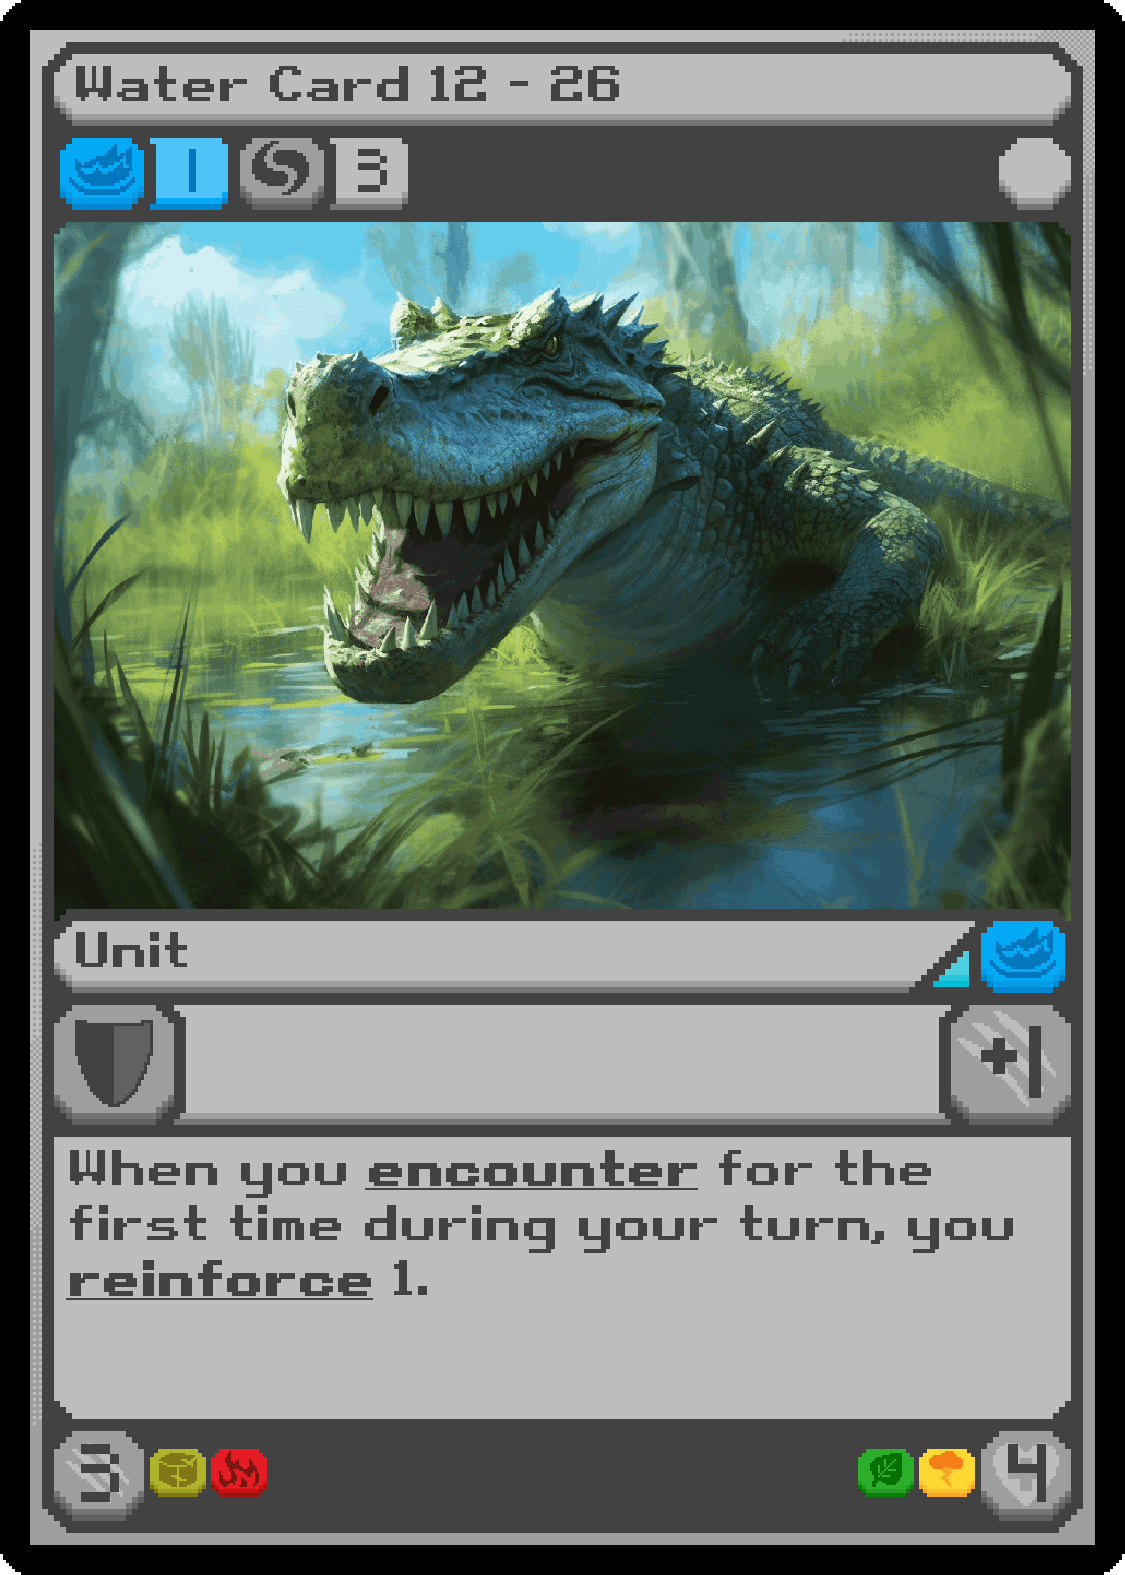 Water Card 12 - 26
1 3
Unit
+1
When you encounter for the
first time during your turn, you
reinforce 1.
3 4